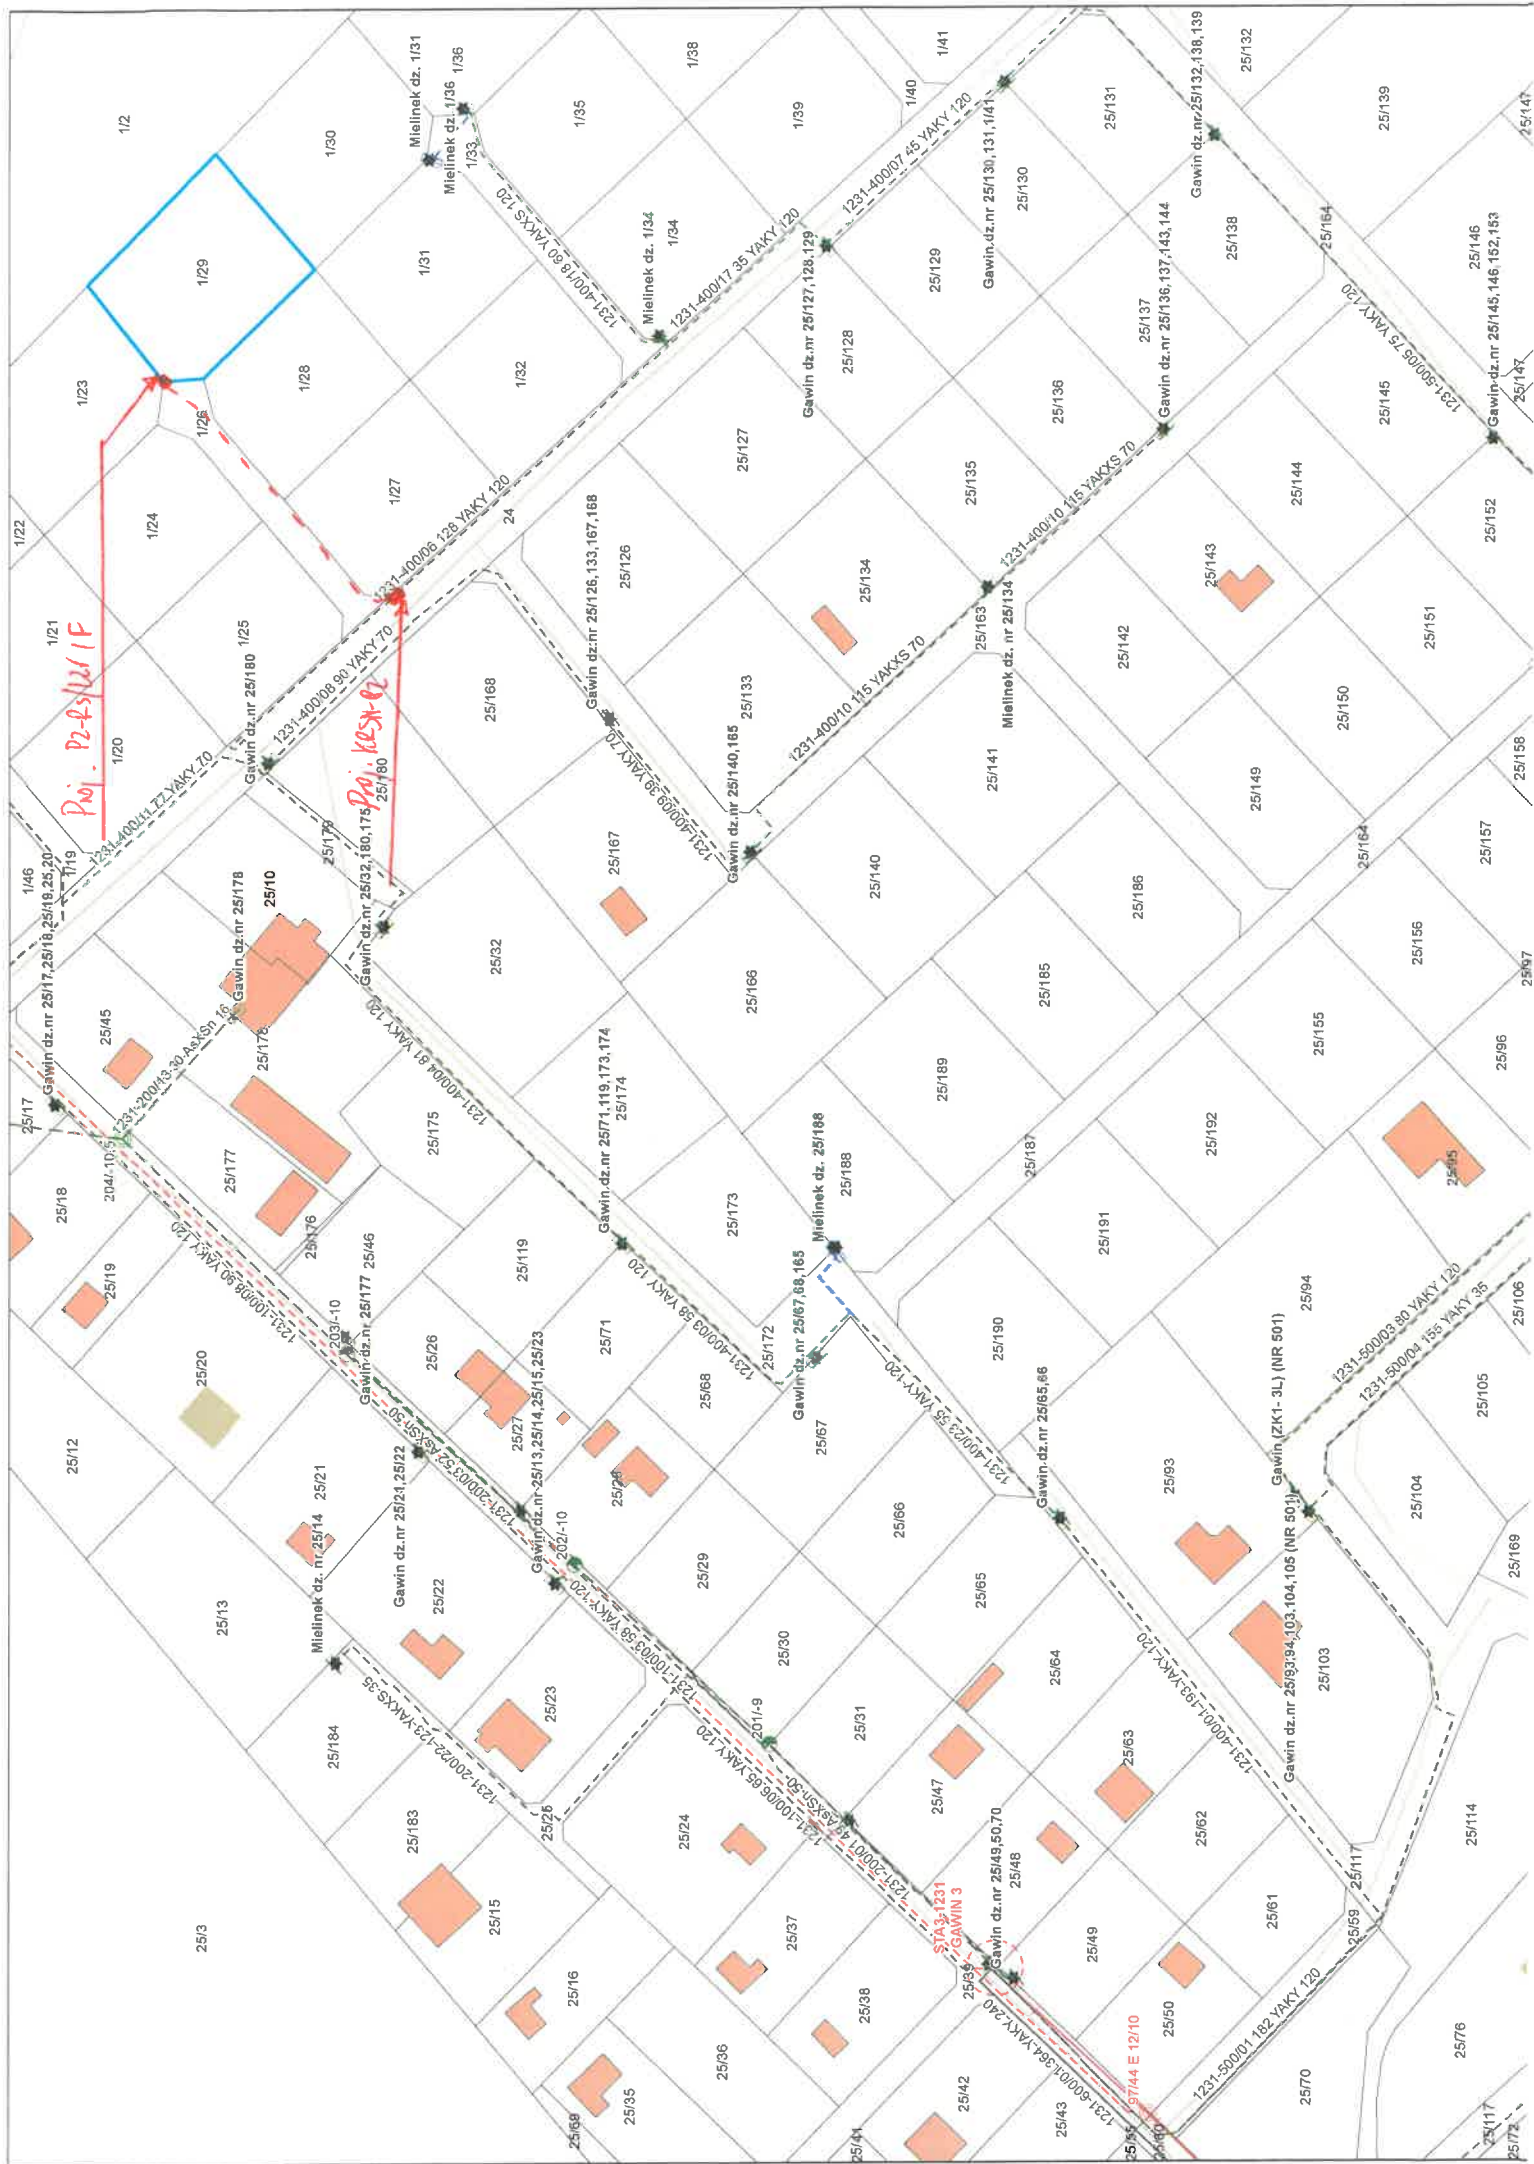 1/2
1/22
1/23
1/21
1/24
1/29
1/30
Mielinek dz. 1/31
Mielinek dz. 1/36
1/36
1/33
1/38
1/35
1/41
1/40
1/39
1/46
1/19
1/20
1/25
1/26
1/27
1/28
1/31
1/32
1/34
Mielinek dz. 1/34
24
1231-400/18 60 YAKXS 120
1231-400/17 35 YAKY 120
1231-400/07 45 YAKY 120
1231-400/06 128 YAKY 120
1231-400/08 90 YAKY 70
1231-400/11 77 YAKY 70
Gawin dz.nr 25/180
Gawin dz.nr 25/17,25/18,25/19,25,20
25/17
25/18
25/19
25/45
204/-10.5
1231-200/13-30-AsXSn 16
Gawin dz.nr 25/178
25/10
25/178
25/179
25/180
Gawin dz.nr 25/32,180,175
Proj. KRSN-P2
25/177
25/176
25/175
25/32
25/168
25/167
25/166
25/126
Gawin dz.nr 25/126,133,167,168
1231-400/09 39 YAKY 70
Gawin dz.nr 25/140,165
25/133
25/134
1231-400/10 115 YAKXS 70
25/163
Mielinek dz. nr 25/134
1231-400/10 115 YAKXS 70
25/127
25/128
25/129
25/135
25/136
25/137
25/130
25/131
25/132
Gawin dz.nr 25/127,128,129
Gawin dz.nr 25/130,131,1/41
Gawin dz.nr 25/136,137,143,144
Gawin dz.nr 25/132,138,139
25/138
25/139
25/164
25/146
25/147
25/147
Gawin dz.nr 25/145,146,152,153
1231-500/05 75 YAKY 120
25/145
25/144
25/143
25/142
25/141
25/140
25/152
25/151
25/150
25/149
25/164
25/158
25/157
25/156
25/155
25/186
25/185
25/189
25/187
25/188
25/192
25/191
25/190
25/97
25/96
25/95
25/94
25/93
25/106
25/105
25/104
25/103
25/169
25/174
25/173
25/172
25/119
25/71
25/68
25/67
25/66
25/65
25/64
25/63
25/62
25/61
1231-400/04 81 YAKY 120
Gawin.dz.nr 25/71,119,173,174
1231-400/03 58 YAKY 120
Gawin dz.nr 25/67,68,165
Mielinek dz. 25/188
1231-400/23 55 YAKY-120
Gawin-dz.nr 25/65,66
1231-400/01-193-YAKY-120
Gawin (ZK1- 3L) (NR 501)
Gawin dz.nr 25/93,94,103,104,105 (NR 501)
1231-500/03 80 YAKY 120
1231-500/04 155 YAKY 35
25/46
203/-10
Gawin-dz.nr 25/177
1231-100/08 90 YAKY 120
25/20
25/12
25/21
25/13
25/22
25/26
25/27
25/28
25/29
25/30
25/31
25/47
25/48
25/49
25/50
Mielinek dz. nr 25/14
Gawin dz.nr 25/21,25/22
Gawin-dz.nr-25/13,25/14,25/15,25/23
1231-200/03 52 AsXSn-50
202/-10
1231-100/03 58 YAKY-120
201/-9
1231-100/06 65 YAKY 120
1231-200/01 49 AsXSn-50
25/184
1231-200/22-123-YAKXS-35
25/23
25/183
25/25
25/24
25/15
25/16
25/3
25/37
25/38
25/39
25/36
25/35
25/69
25/42
25/43
25/41
25/55
25/60
STA3-1231
GAWIN 3
Gawin dz.nr 25/49,50,70
1231-600/01 364 YAKY 240
97/44 E 12/10
1231-500/01 182 YAKY 120
25/70
25/59
25/117
25/114
25/76
25/117
25/72